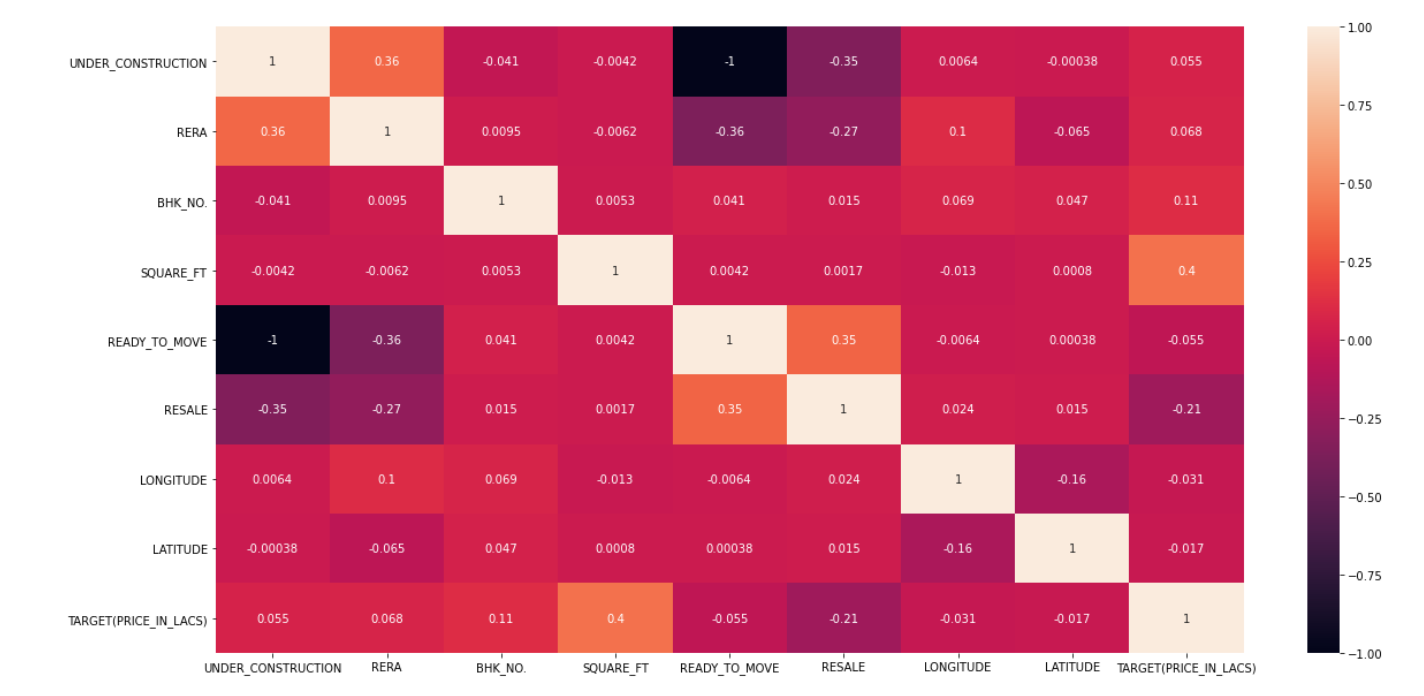 UNDER_CONSTRUCTION 1 0.36 -0.041 -0.0042 -1 -0.35 0.0064 -0.00038 0.055
RERA 0.36 1 0.0095 -0.0062 -0.36 -0.27 0.1 -0.065 0.068
BHK_NO. -0.041 0.0095 1 0.0053 0.041 0.015 0.069 0.047 0.11
SQUARE_FT -0.0042 -0.0062 0.0053 1 0.0042 0.0017 -0.013 0.0008 0.4
READY_TO_MOVE -1 -0.36 0.041 0.0042 1 0.35 -0.0064 0.00038 -0.055
RESALE -0.35 -0.27 0.015 0.0017 0.35 1 0.024 0.015 -0.21
LONGITUDE 0.0064 0.1 0.069 -0.013 -0.0064 0.024 1 -0.16 -0.031
LATITUDE -0.00038 -0.065 0.047 0.0008 0.00038 0.015 -0.16 1 -0.017
TARGET(PRICE_IN_LACS) 0.055 0.068 0.11 0.4 -0.055 -0.21 -0.031 -0.017 1
UNDER_CONSTRUCTION RERA BHK_NO. SQUARE_FT READY_TO_MOVE RESALE LONGITUDE LATITUDE TARGET(PRICE_IN_LACS)
1.00
0.75
0.50
0.25
0.00
−0.25
−0.50
−0.75
−1.00